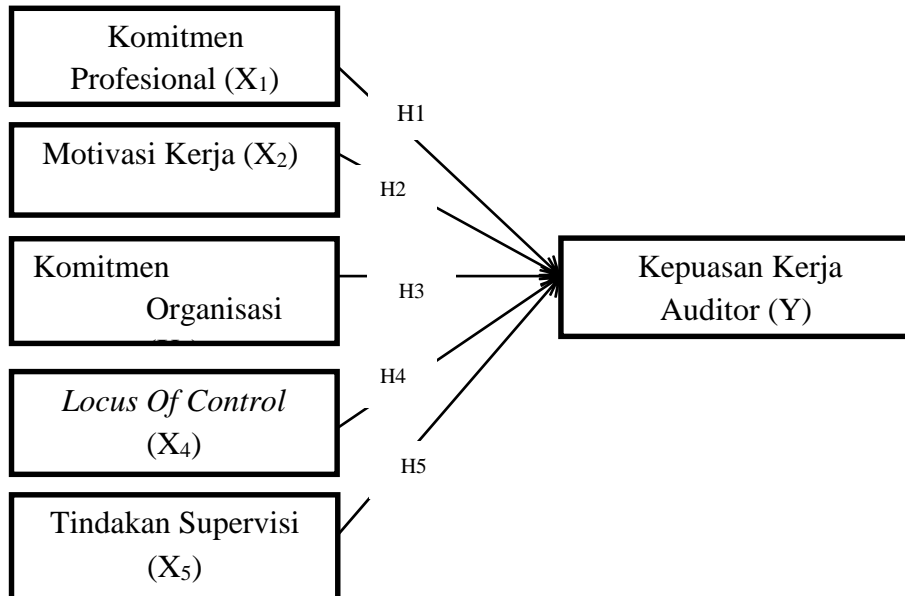 Komitmen
Profesional (X₁)
H1
Motivasi Kerja (X₂)
H2
Komitmen
Organisasi
H3
Kepuasan Kerja
Auditor (Y)
Locus Of Control
(X₄)
H4
H5
Tindakan Supervisi
(X₅)